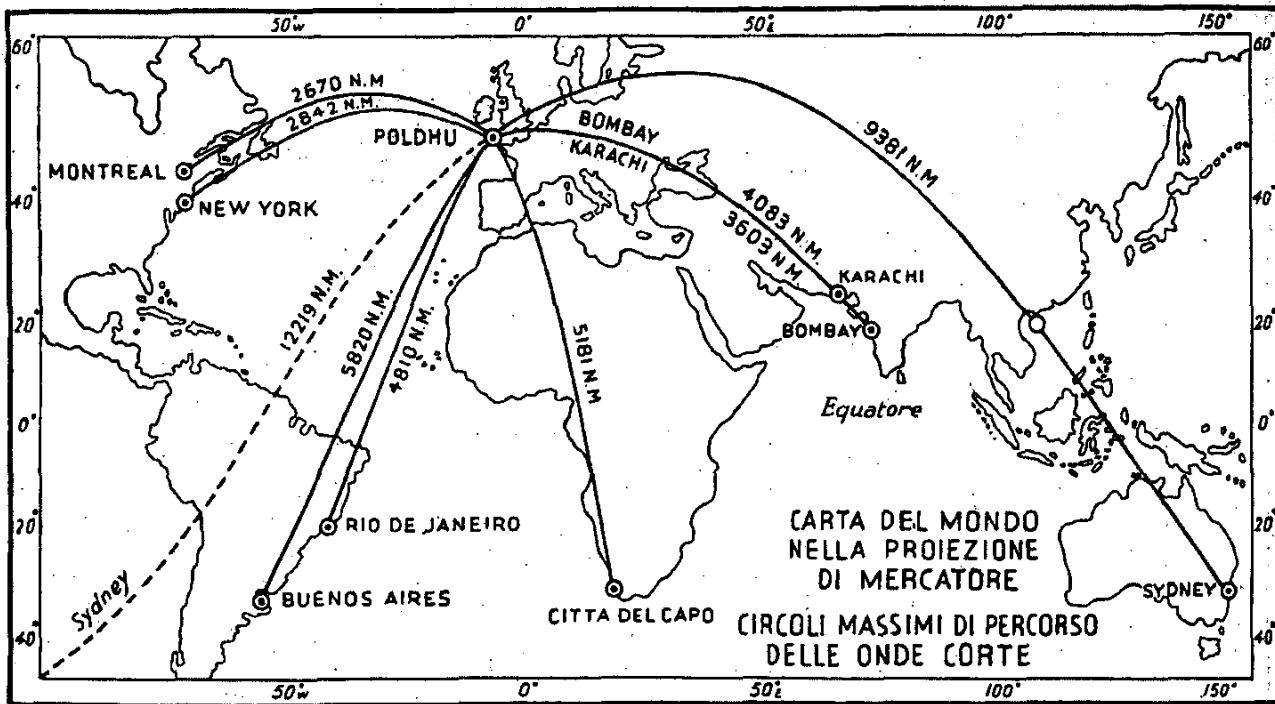 50°W 0° 50°E 100° 150°
60° 60°
2670 N.M.
2842 N.M.
POLDHU
BOMBAY
KARACHI
9381 N.M
MONTREAL
NEW YORK
40° 40°
4083 N.M.
3603 N.M.
KARACHI
BOMBAY
20° 20°
12219 N.M.
5820 N.M.
4810 N.M.
5181 N.M
Equatore
0° 0°
20° 20°
RIO DE JANEIRO
BUENOS AIRES
CITTA DEL CAPO
SYDNEY
Sydney
40° 40°
CARTA DEL MONDO
NELLA PROIEZIONE
DI MERCATORE
CIRCOLI MASSIMI DI PERCORSO
DELLE ONDE CORTE
50°W 0° 50°E 100° 150°